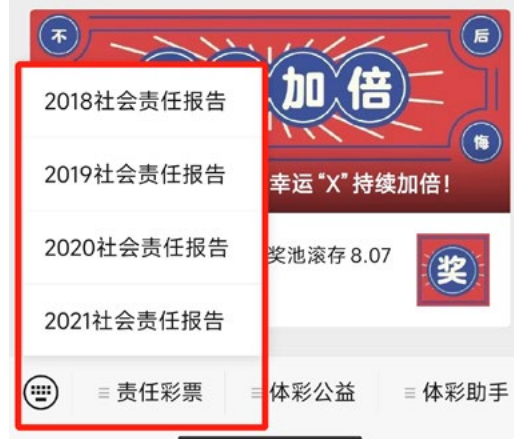 不
后
加倍
悔
幸运“X”持续加倍!
2018社会责任报告
2019社会责任报告
2020社会责任报告
2021社会责任报告
奖池滚存 8.07
奖
责任彩票
体彩公益
体彩助手